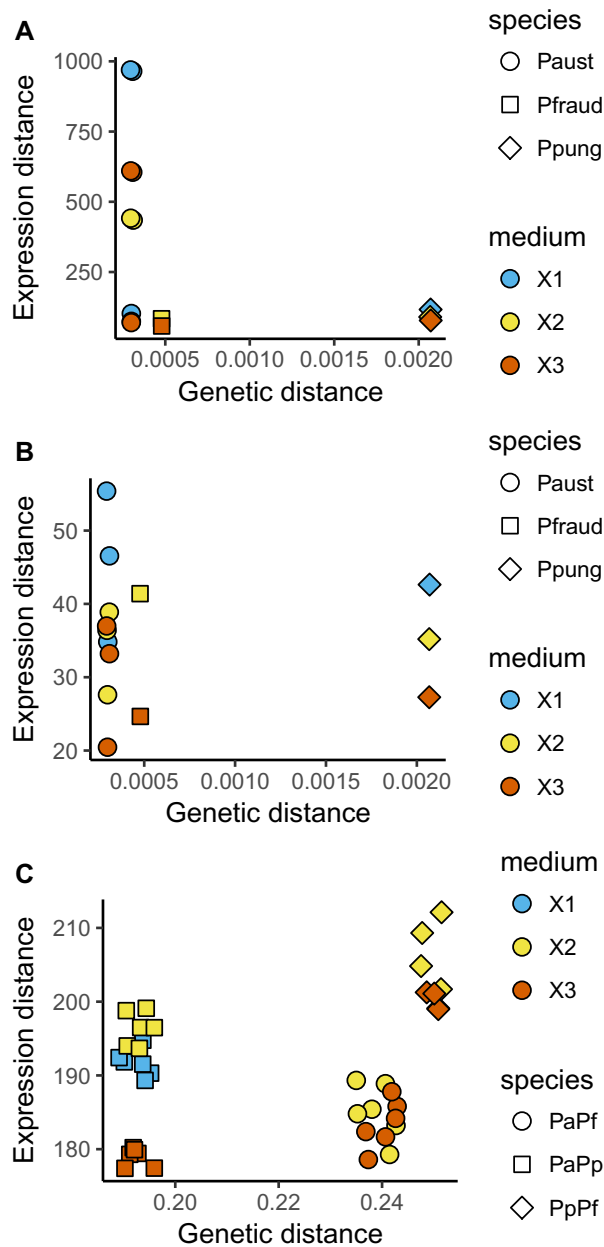 A
1000
750
500
250
Expression distance
0.0005 0.0010 0.0015 0.0020
Genetic distance
species
Paust
Pfraud
Ppung
medium
X1
X2
X3
B
50
40
30
20
Expression distance
0.0005 0.0010 0.0015 0.0020
Genetic distance
species
Paust
Pfraud
Ppung
medium
X1
X2
X3
C
210
200
190
180
Expression distance
0.20 0.22 0.24
Genetic distance
medium
X1
X2
X3
species
PaPf
PaPp
PpPf